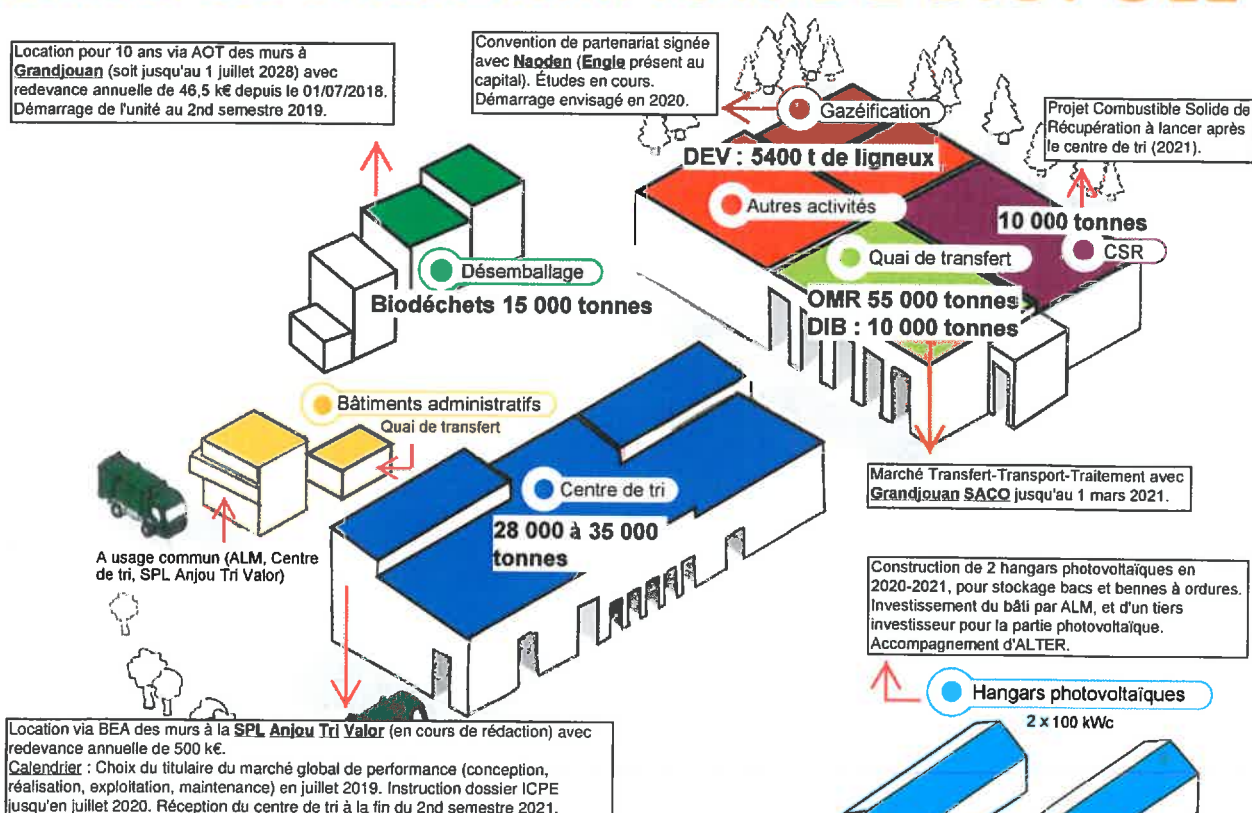 Location pour 10 ans via AOT des murs à
Grandjouan (soit jusqu'au 1 juillet 2028) avec
redevance annuelle de 46,5 k€ depuis le 01/07/2018.
Démarrage de l'unité au 2nd semestre 2019.
Convention de partenariat signée
avec Naoden (Engie présent au
capital). Études en cours.
Démarrage envisagé en 2020.
Gazéification
DEV : 5400 t de ligneux
Projet Combustible Solide de
Récupération à lancer après
le centre de tri (2021).
Autres activités
10 000 tonnes
CSR
Quai de transfert
OMR 55 000 tonnes
DIB : 10 000 tonnes
Désemballage
Biodéchets 15 000 tonnes
Bâtiments administratifs
Quai de transfert
Centre de tri
28 000 à 35 000
tonnes
A usage commun (ALM, Centre
de tri, SPL Anjou Tri Valor)
Marché Transfert-Transport-Traitement avec
Grandjouan SACO jusqu'au 1 mars 2021.
Construction de 2 hangars photovoltaïques en
2020-2021, pour stockage bacs et bennes à ordures.
Investissement du bâti par ALM, et d'un tiers
investisseur pour la partie photovoltaïque.
Accompagnement d'ALTER.
Hangars photovoltaïques
2 x 100 kWc
Location via BEA des murs à la SPL Anjou Tri Valor (en cours de rédaction) avec
redevance annuelle de 500 k€.
Calendrier : Choix du titulaire du marché global de performance (conception,
réalisation, exploitation, maintenance) en juillet 2019. Instruction dossier ICPE
jusqu'en juillet 2020. Réception du centre de tri à la fin du 2nd semestre 2021.